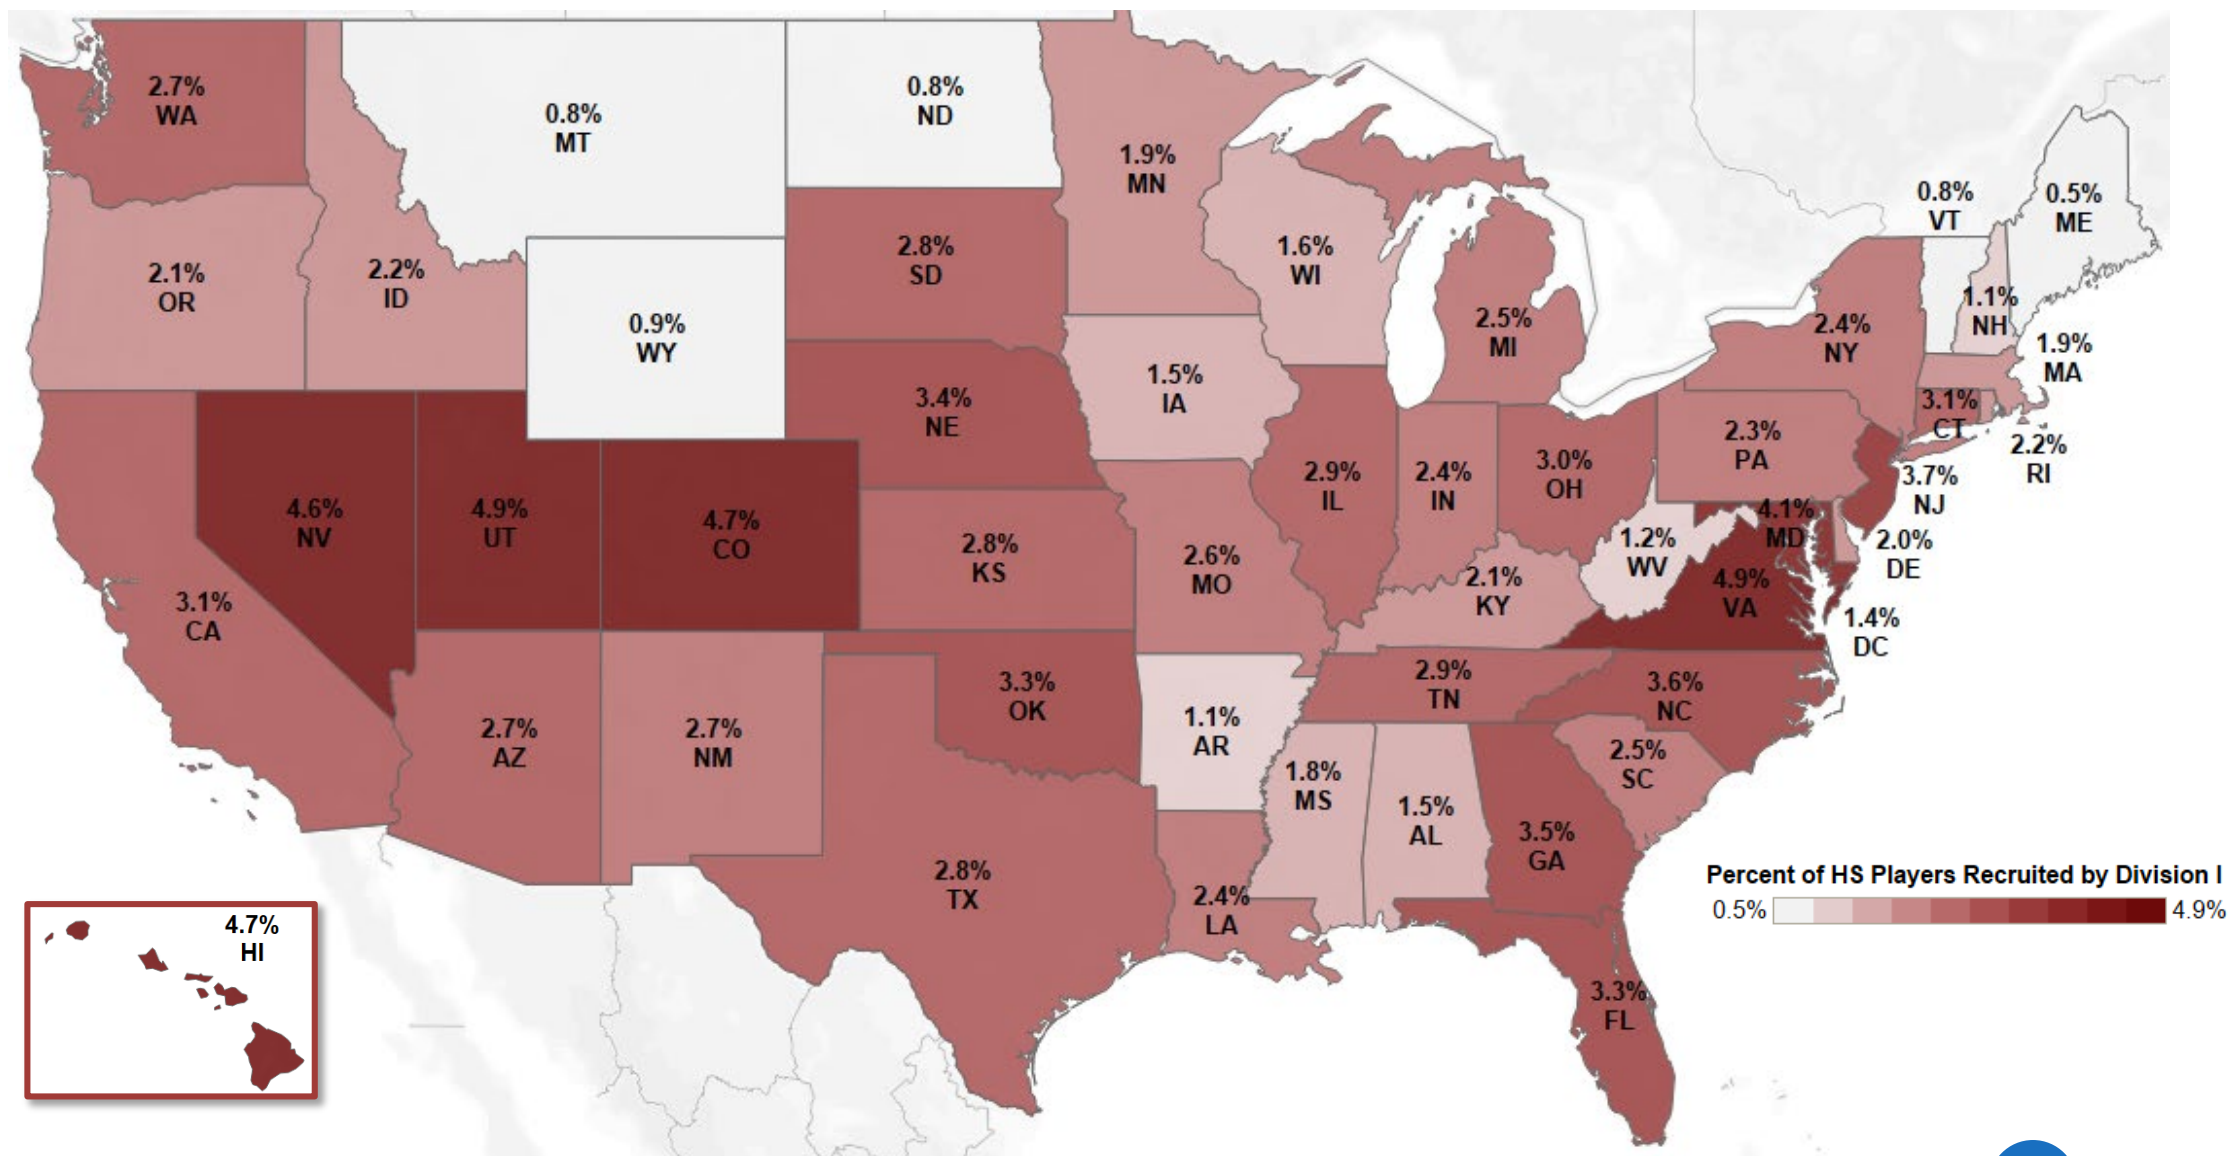 2.7%
WA
0.8%
MT
0.8%
ND
1.9%
MN
0.8%
VT
0.5%
ME
2.1%
OR
2.2%
ID
2.8%
SD
1.6%
WI
1.1%
NH
0.9%
WY
2.5%
MI
2.4%
NY
1.9%
MA
3.4%
NE
1.5%
IA
3.1%
CT
2.3%
PA
2.2%
RI
4.6%
NV
4.9%
UT
4.7%
CO
2.9%
IL
2.4%
IN
3.0%
OH
3.7%
NJ
4.1%
MD
2.0%
DE
2.8%
KS
2.6%
MO
1.2%
WV
3.1%
CA
2.1%
KY
4.9%
VA
1.4%
DC
2.7%
AZ
2.7%
NM
3.3%
OK
1.1%
AR
2.9%
TN
3.6%
NC
1.8%
MS
1.5%
AL
2.5%
SC
3.5%
GA
2.8%
TX
2.4%
LA
Percent of HS Players Recruited by Division I
0.5% 4.9%
4.7%
HI
3.3%
FL